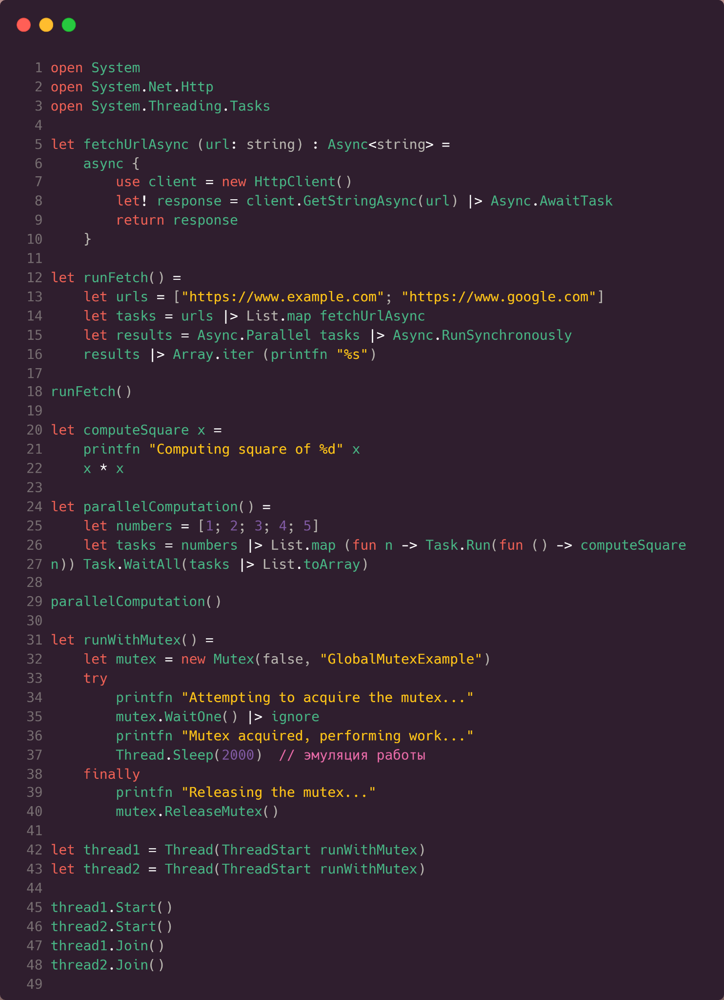 1 open System
2 open System.Net.Http
3 open System.Threading.Tasks
4
5 let fetchUrlAsync (url: string) : Async<string> =
6     async {
7         use client = new HttpClient()
8         let! response = client.GetStringAsync(url) |> Async.AwaitTask
9         return response
10     }
11
12 let runFetch() =
13     let urls = ["https://www.example.com"; "https://www.google.com"]
14     let tasks = urls |> List.map fetchUrlAsync
15     let results = Async.Parallel tasks |> Async.RunSynchronously
16     results |> Array.iter (printfn "%s")
17
18 runFetch()
19
20 let computeSquare x =
21     printfn "Computing square of %d" x
22     x * x
23
24 let parallelComputation() =
25     let numbers = [1; 2; 3; 4; 5]
26     let tasks = numbers |> List.map (fun n -> Task.Run(fun () -> computeSquare
27 n)) Task.WaitAll(tasks |> List.toArray)
28
29 parallelComputation()
30
31 let runWithMutex() =
32     let mutex = new Mutex(false, "GlobalMutexExample")
33     try
34         printfn "Attempting to acquire the mutex..."
35         mutex.WaitOne() |> ignore
36         printfn "Mutex acquired, performing work..."
37         Thread.Sleep(2000)  // эмуляция работы
38     finally
39         printfn "Releasing the mutex..."
40         mutex.ReleaseMutex()
41
42 let thread1 = Thread(ThreadStart runWithMutex)
43 let thread2 = Thread(ThreadStart runWithMutex)
44
45 thread1.Start()
46 thread2.Start()
47 thread1.Join()
48 thread2.Join()
49